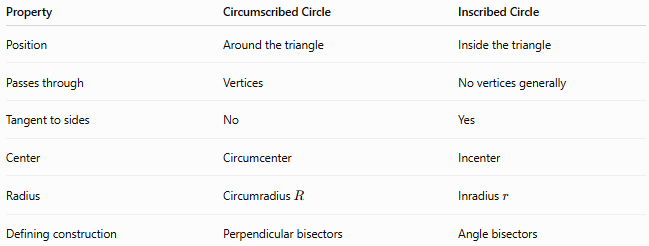 Property Circumscribed Circle Inscribed Circle
Position Around the triangle Inside the triangle
Passes through Vertices No vertices generally
Tangent to sides No Yes
Center Circumcenter Incenter
Radius Circumradius R Inradius r
Defining construction Perpendicular bisectors Angle bisectors